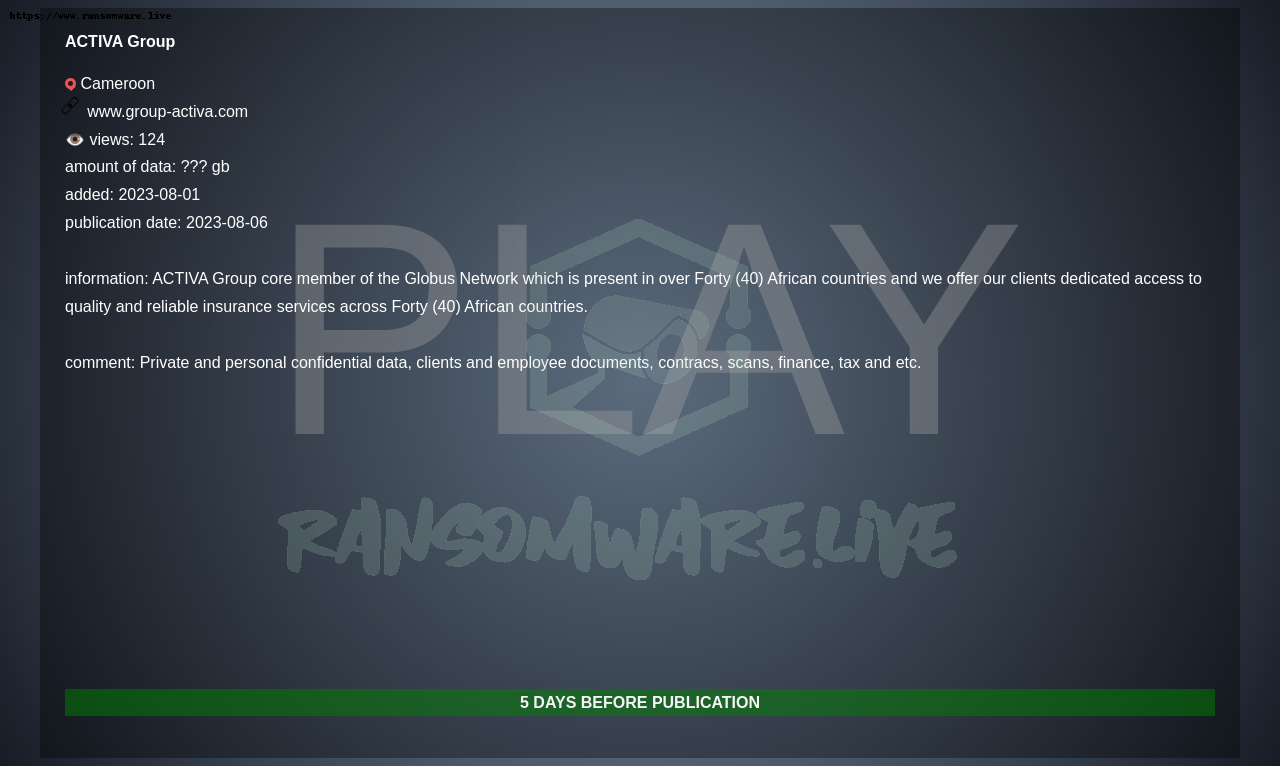 https://www.ransomware.live
ACTIVA Group
Cameroon
www.group-activa.com
views: 124
amount of data: ??? gb
added: 2023-08-01
publication date: 2023-08-06
information: ACTIVA Group core member of the Globus Network which is present in over Forty (40) African countries and we offer our clients dedicated access to
quality and reliable insurance services across Forty (40) African countries.
comment: Private and personal confidential data, clients and employee documents, contracs, scans, finance, tax and etc.
PLAY
RANSOMWARE.LIVE
5 DAYS BEFORE PUBLICATION